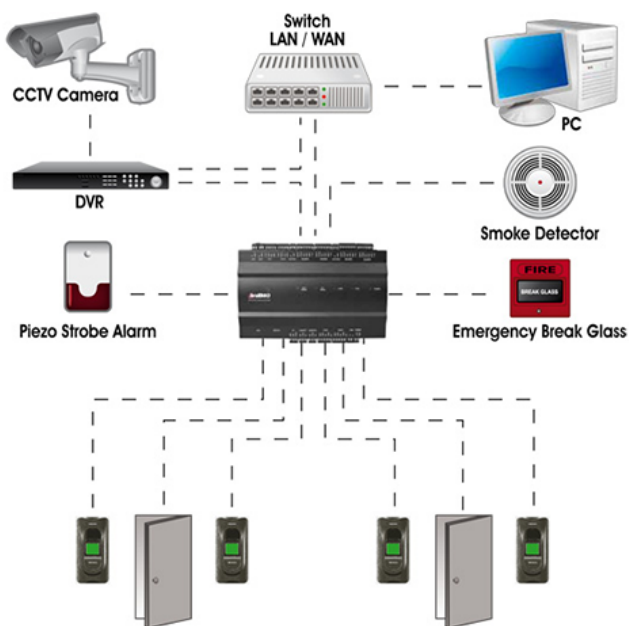 Switch
LAN / WAN
CCTV Camera
PC
DVR
Smoke Detector
FIRE
BREAK GLASS
Piezo Strobe Alarm
Emergency Break Glass